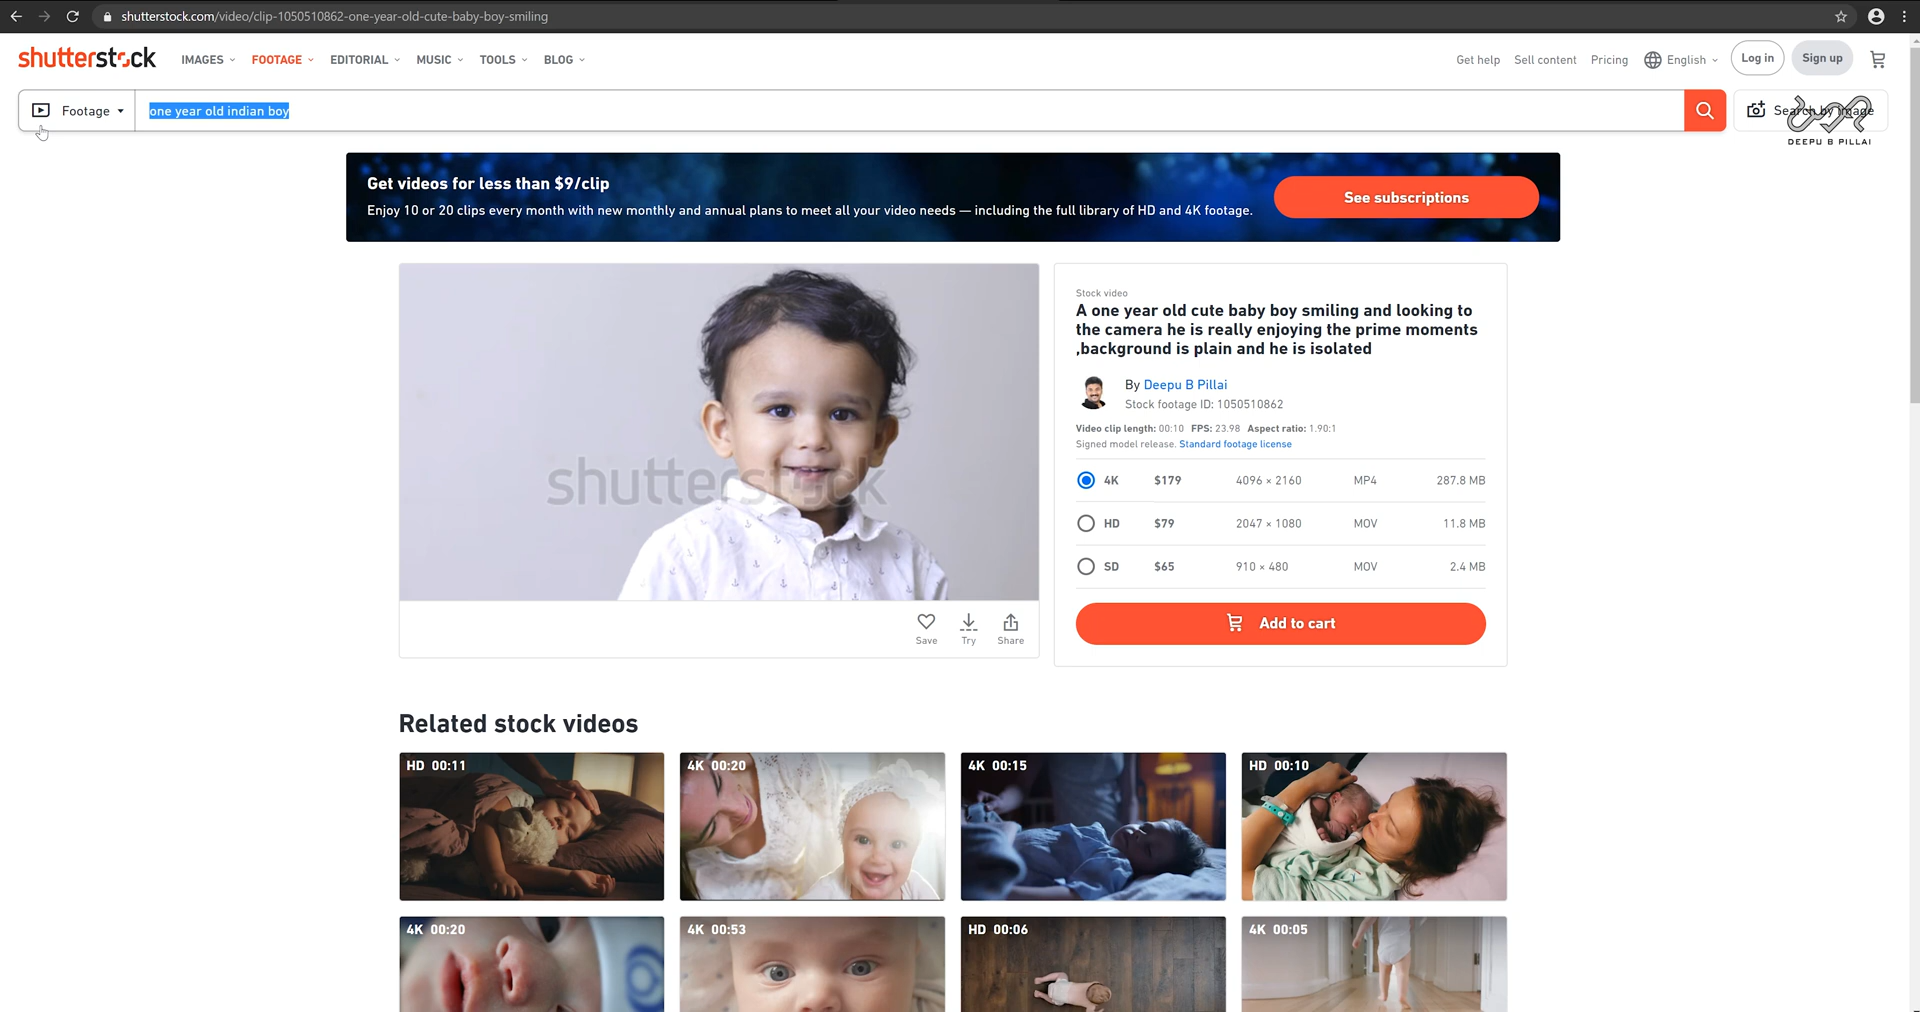 shutterstock.com/video/clip-1050510862-one-year-old-cute-baby-boy-smiling
shutterstock IMAGES FOOTAGE EDITORIAL MUSIC TOOLS BLOG Get help Sell content Pricing English Log in Sign up
Footage one year old indian boy Search by image
DEEPU B PILLAI
Get videos for less than $9/clip
Enjoy 10 or 20 clips every month with new monthly and annual plans to meet all your video needs — including the full library of HD and 4K footage.
See subscriptions
shutterstock
Save Try Share
Stock video
A one year old cute baby boy smiling and looking to
the camera he is really enjoying the prime moments
,background is plain and he is isolated
By Deepu B Pillai
Stock footage ID: 1050510862
Video clip length: 00:10 FPS: 23.98 Aspect ratio: 1.90:1
Signed model release. Standard footage license
4K $179 4096 × 2160 MP4 287.8 MB
HD $79 2047 × 1080 MOV 11.8 MB
SD $65 910 × 480 MOV 2.4 MB
Add to cart
Related stock videos
HD 00:11 4K 00:20 4K 00:15 HD 00:10
4K 00:20 4K 00:53 HD 00:06 4K 00:05